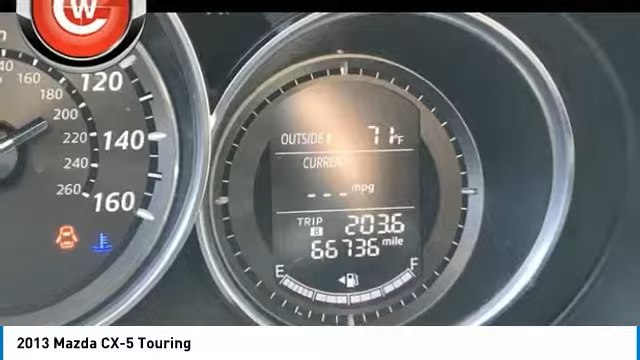 160
180
200
220
240
260
120
140
160
OUTSIDE
71°F
CURRENT
--- mpg
TRIP B 203.6
66736 mile
E F
2013 Mazda CX-5 Touring